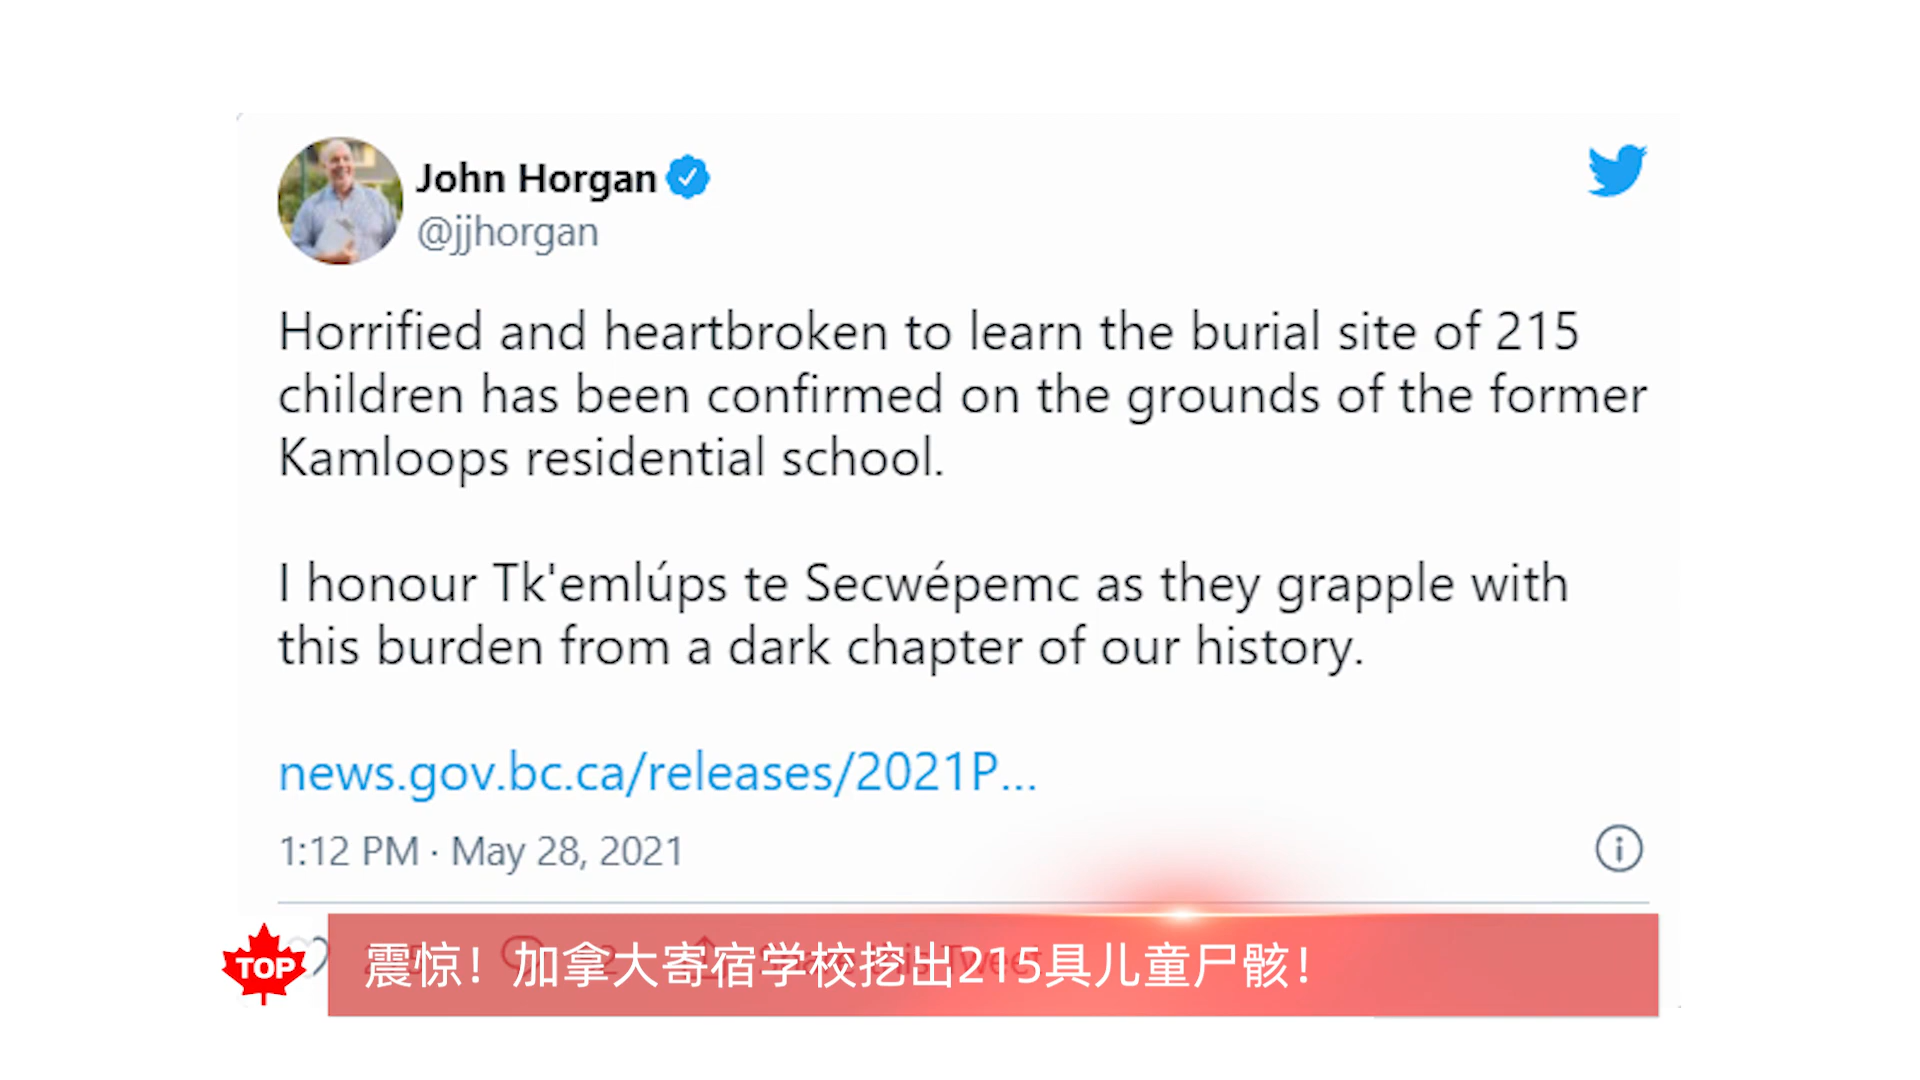 John Horgan
@jjhorgan
Horrified and heartbroken to learn the burial site of 215
children has been confirmed on the grounds of the former
Kamloops residential school.
I honour Tk'emlúps te Secwépemc as they grapple with
this burden from a dark chapter of our history.
news.gov.bc.ca/releases/2021P...
1:12 PM · May 28, 2021
TOP
震惊！加拿大寄宿学校挖出215具儿童尸骸！